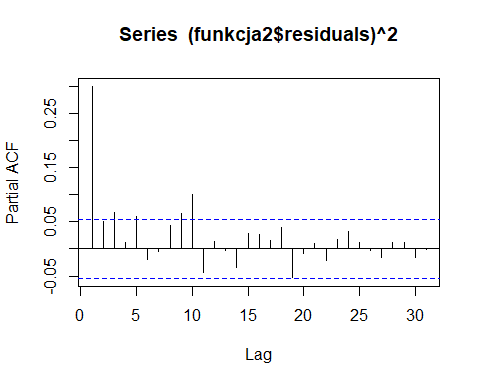 Series (funkcja2$residuals)^2
Partial ACF
-0.05 0.05 0.15 0.25
0 5 10 15 20 25 30
Lag